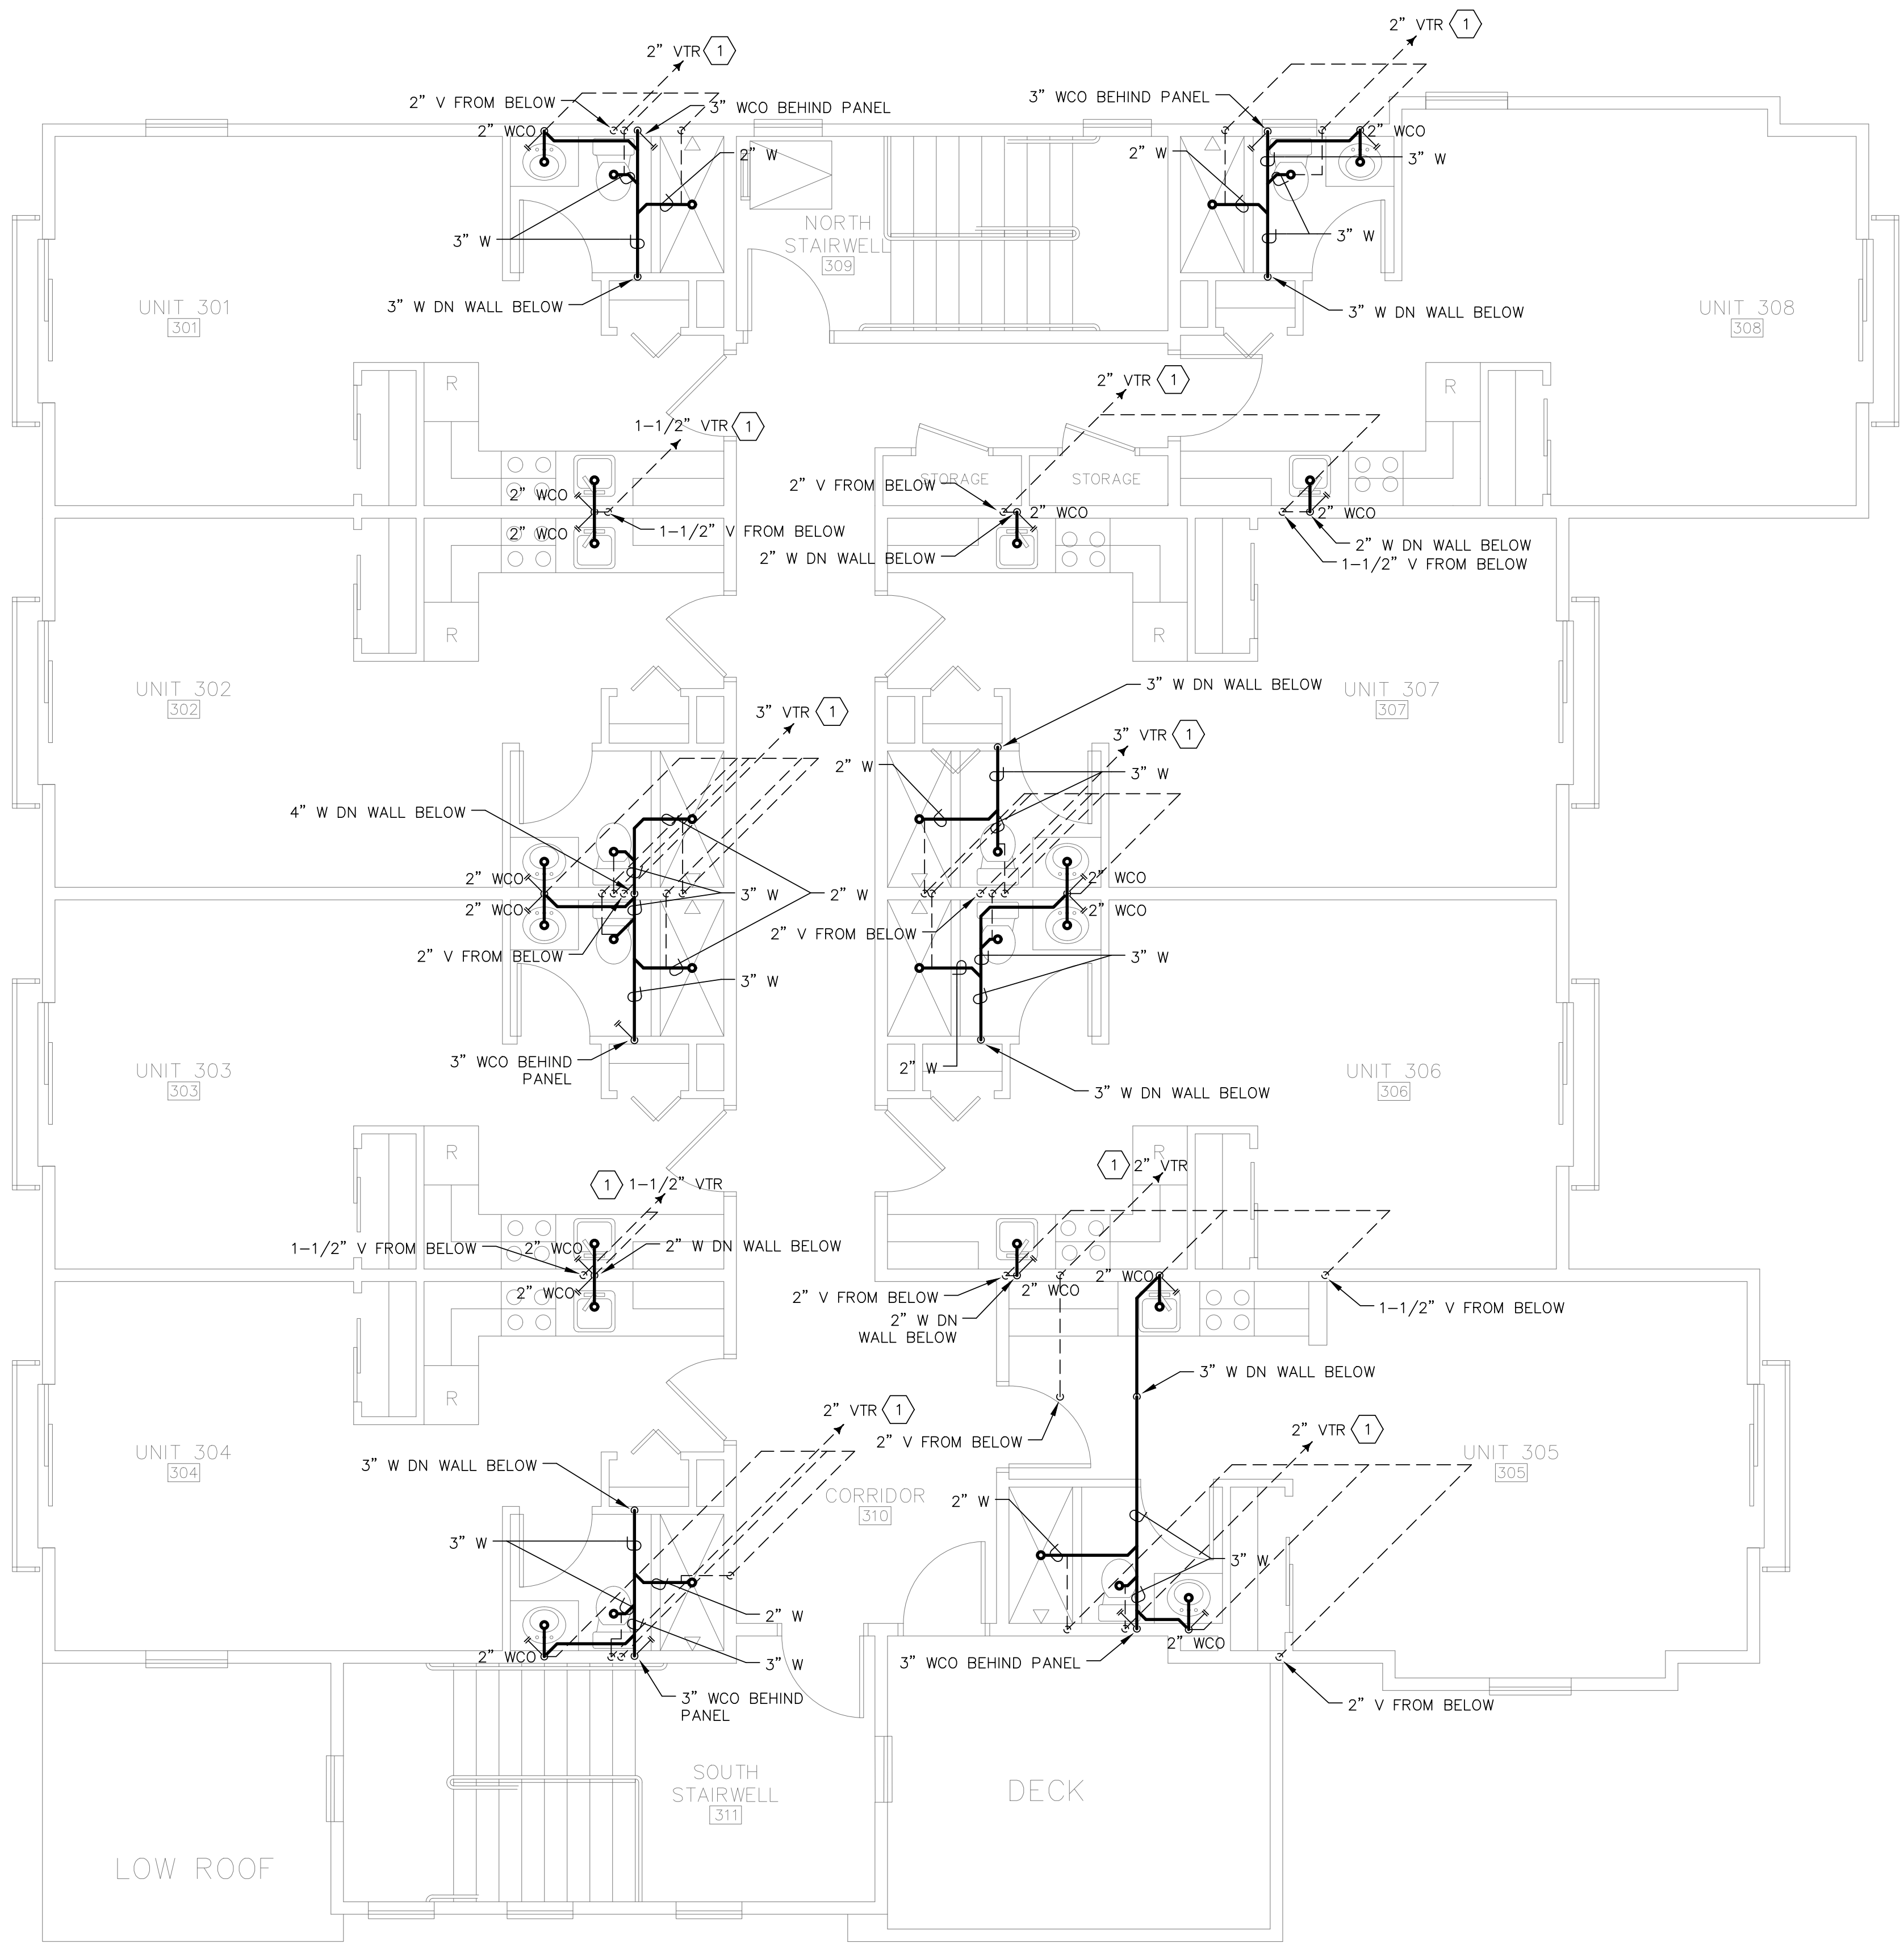 2” VTR 1
2” VTR 1
2” V FROM BELOW
3” WCO BEHIND PANEL
3” WCO BEHIND PANEL
2” WCO
2” WCO
2” W
2” W
3” W
3” W
3” W
NORTH
STAIRWELL
309
3” W DN WALL BELOW
3” W DN WALL BELOW
UNIT 301
301
UNIT 308
308
R
R
2” VTR 1
1-1/2” VTR 1
STORAGE
STORAGE
2” V FROM BELOW
2” WCO
2” WCO
2” WCO
1-1/2” V FROM BELOW
2” WCO
2” W DN WALL BELOW
2” W DN WALL BELOW
1-1/2” V FROM BELOW
R
R
UNIT 302
302
3” W DN WALL BELOW
UNIT 307
307
3” VTR 1
3” VTR 1
2” W
3” W
4” W DN WALL BELOW
2” WCO
2” WCO
3” W
2” W
2” WCO
2” WCO
2” V FROM BELOW
2” V FROM BELOW
3” W
3” W
3” WCO BEHIND
PANEL
2” W
3” W DN WALL BELOW
UNIT 303
303
UNIT 306
306
R
R
1 2” VTR
1 1-1/2” VTR
1-1/2” V FROM BELOW
2” WCO
2” W DN WALL BELOW
2” WCO
2” WCO
2” WCO
2” V FROM BELOW
1-1/2” V FROM BELOW
2” W DN
WALL BELOW
3” W DN WALL BELOW
R
2” VTR 1
2” V FROM BELOW
2” VTR 1
UNIT 304
304
UNIT 305
305
3” W DN WALL BELOW
CORRIDOR
310
2” W
3” W
3” W
2” W
2” WCO
3” W
2” WCO
3” WCO BEHIND PANEL
3” WCO BEHIND
PANEL
2” V FROM BELOW
SOUTH
STAIRWELL
311
DECK
LOW ROOF